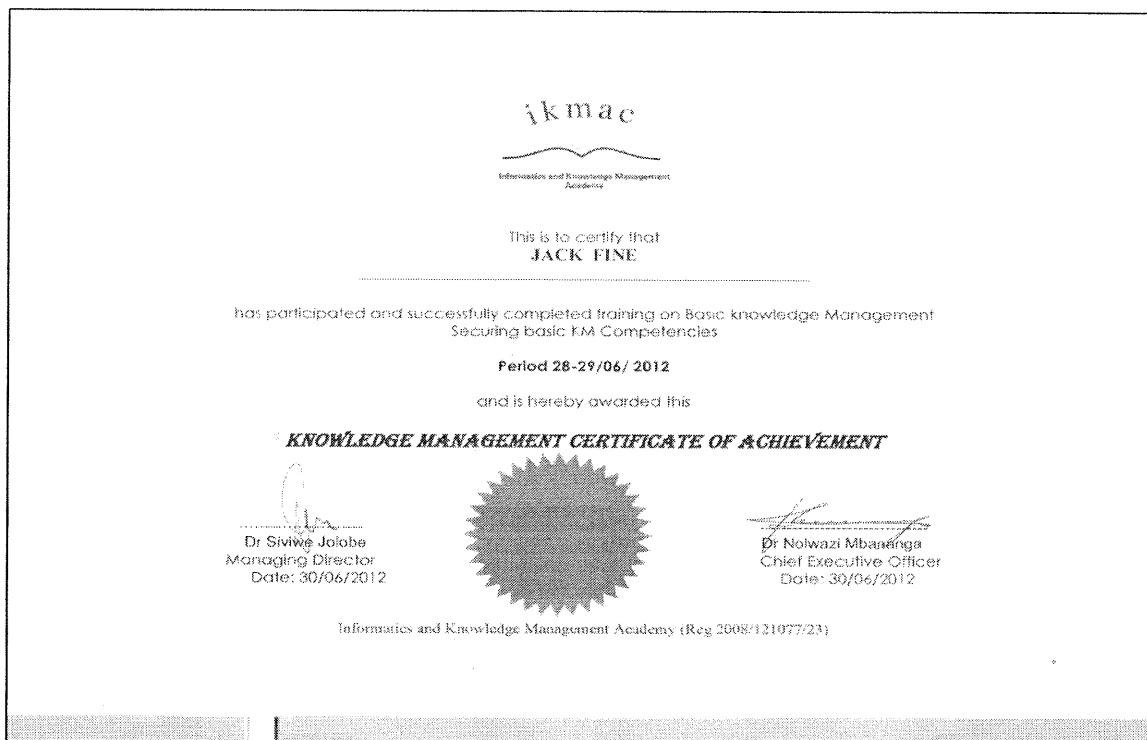 ikmac
Informatics and Knowledge Management
Academy
This is to certify that
JACK FINE
has participated and successfully completed training on Basic knowledge Management
Securing basic KM Competencies
Period 28-29/06/ 2012
and is hereby awarded this
KNOWLEDGE MANAGEMENT CERTIFICATE OF ACHIEVEMENT
Dr Siviwe Jolobe
Managing Director
Date: 30/06/2012
Dr Nolwazi Mbananga
Chief Executive Officer
Date: 30/06/2012
Informatics and Knowledge Management Academy (Reg 2008/121077/23)